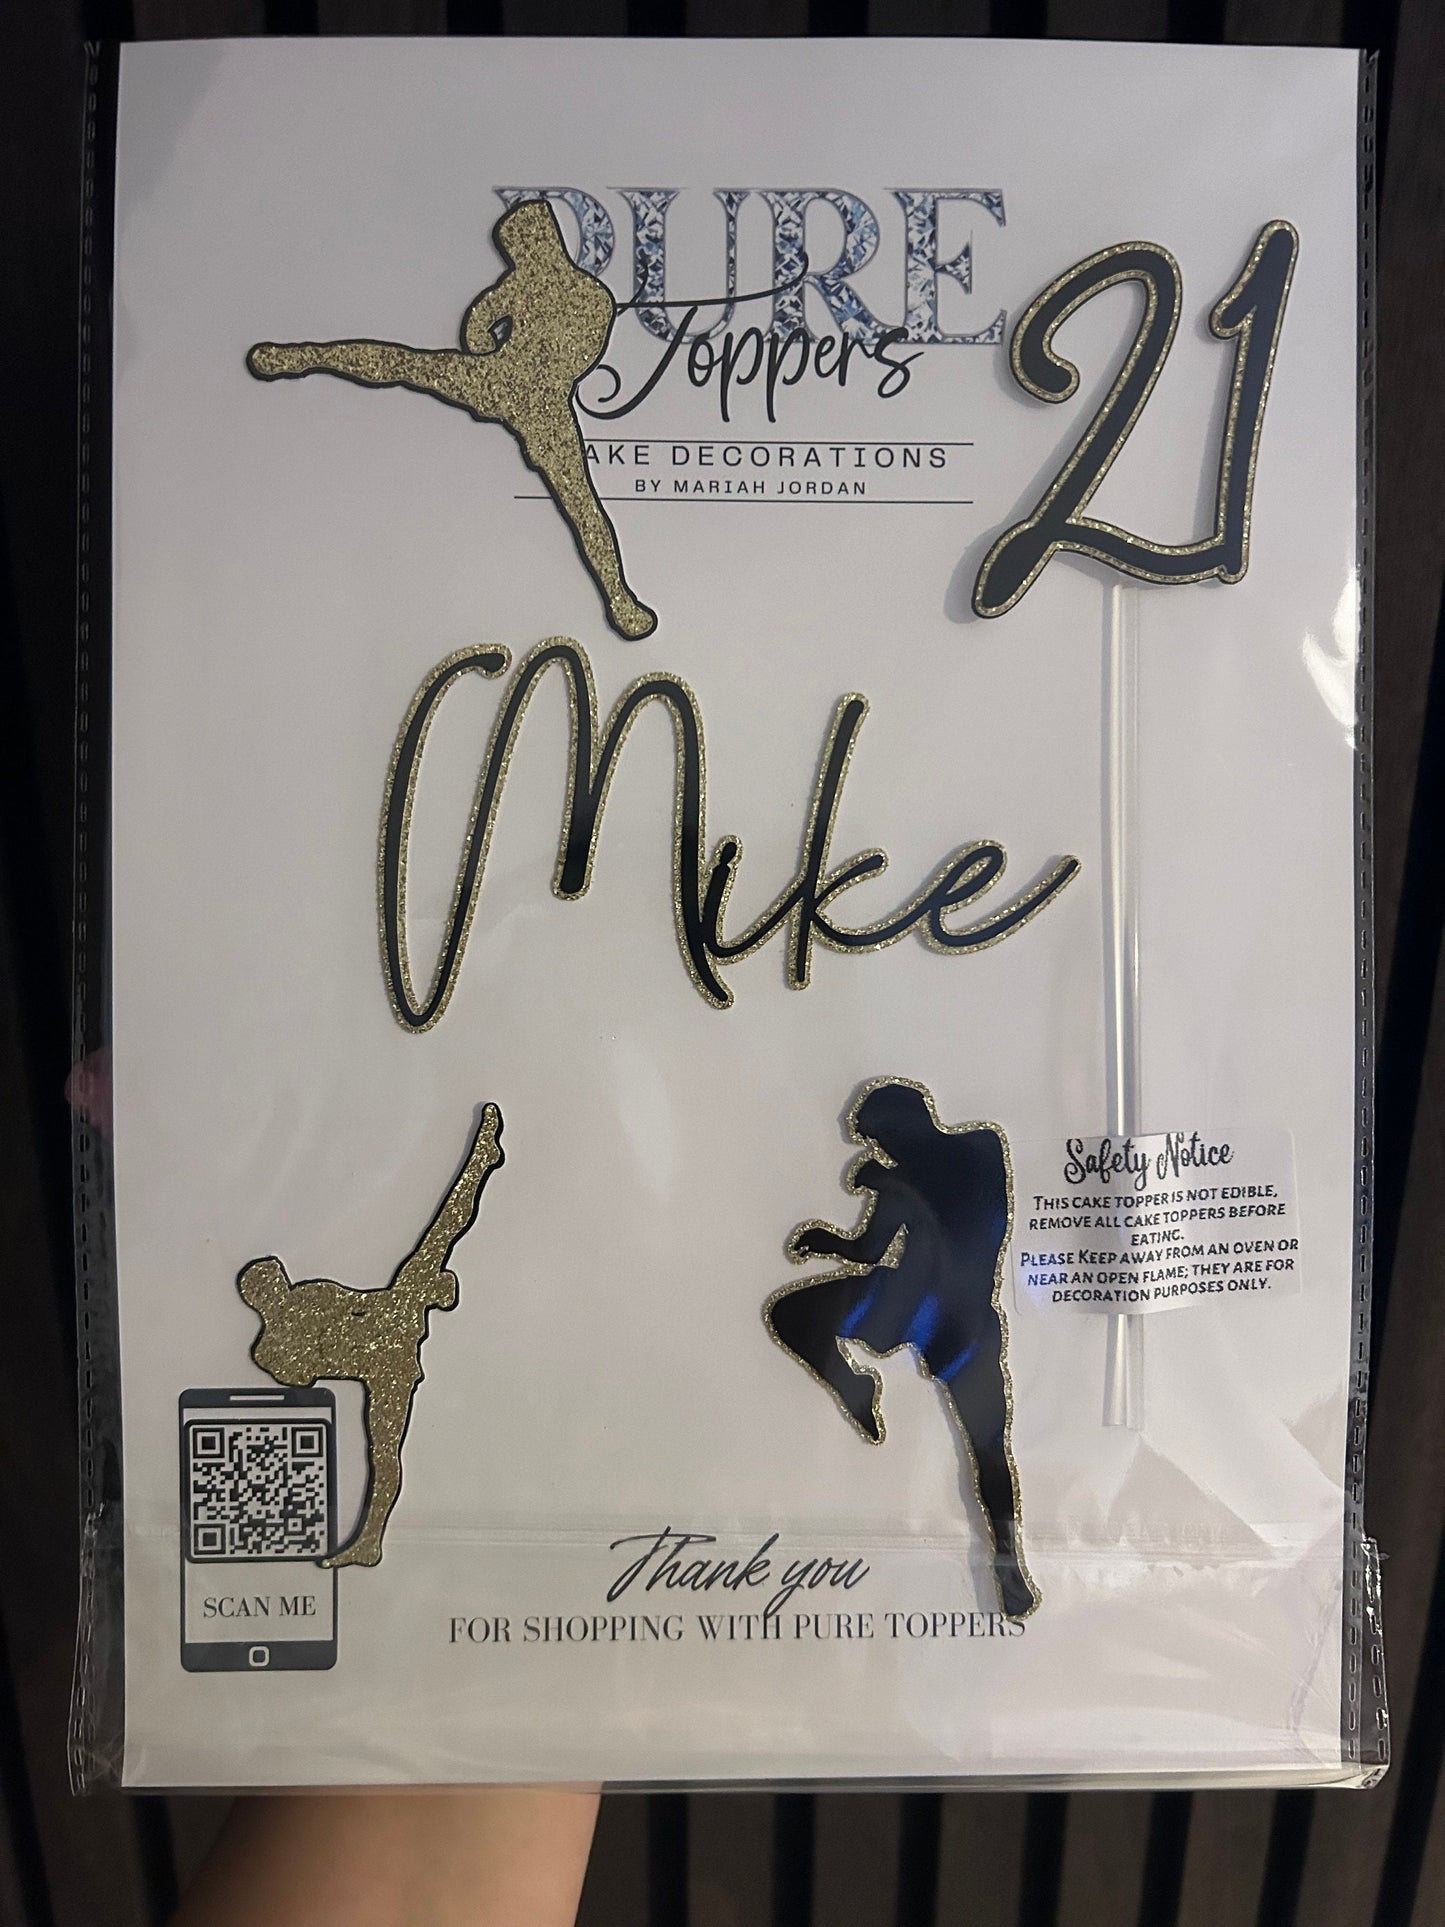 PURE
Toppers
CAKE DECORATIONS
BY MARIAH JORDAN
21
Mike
Safety Notice
THIS CAKE TOPPER IS NOT EDIBLE,
REMOVE ALL CAKE TOPPERS BEFORE
EATING.
PLEASE KEEP AWAY FROM AN OVEN OR
NEAR AN OPEN FLAME; THEY ARE FOR
DECORATION PURPOSES ONLY.
SCAN ME
Thank you
FOR SHOPPING WITH PURE TOPPERS